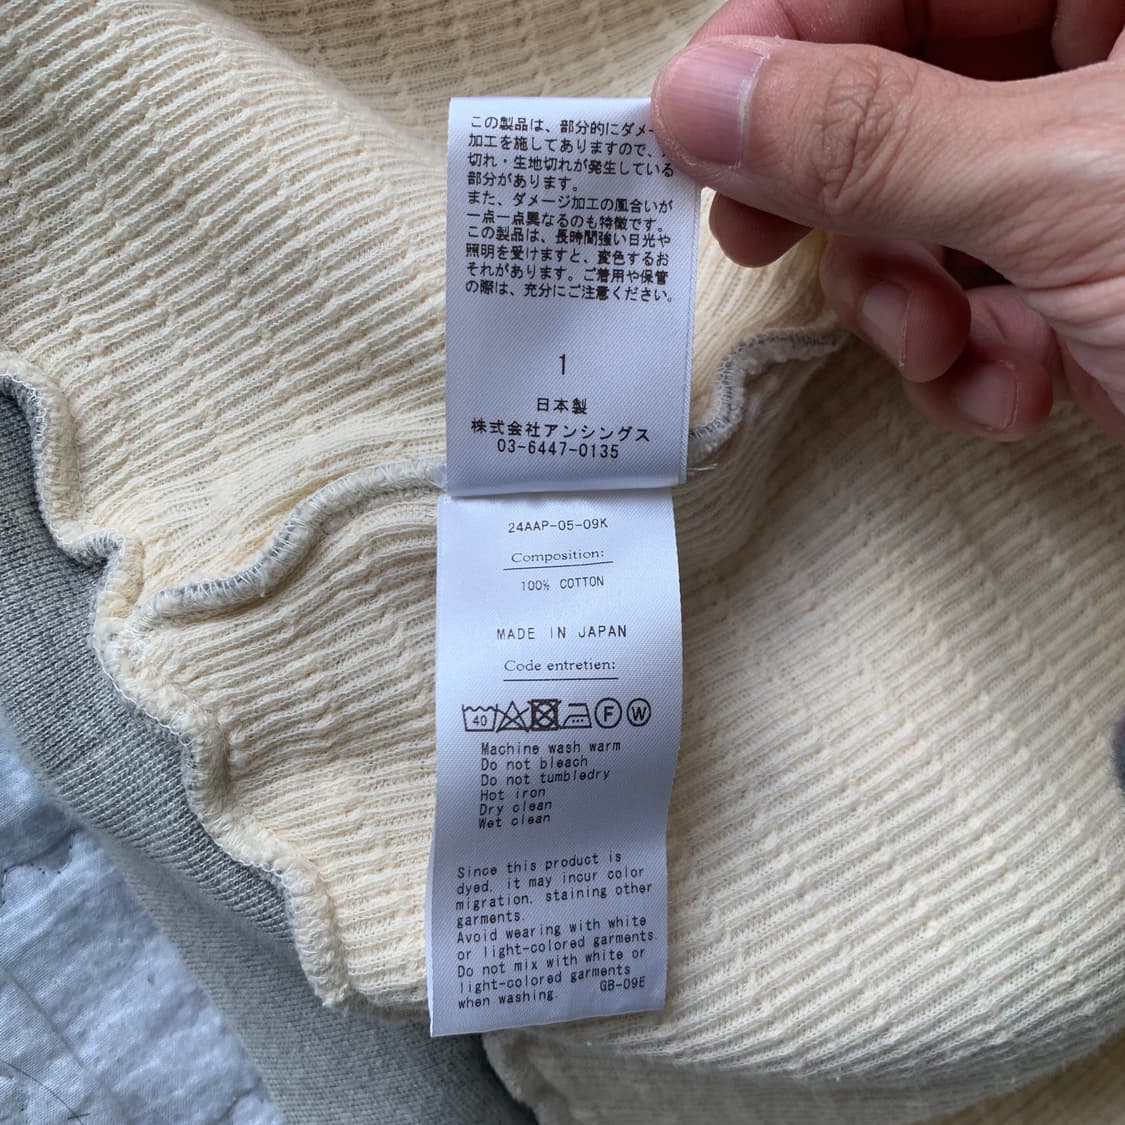 この製品は、部分的にダメー
加工を施してありますので、
切れ・生地切れが発生している
部分があります。
また、ダメージ加工の風合いが
一点一点異なるのも特徴です。
この製品は、長時間強い日光や
照明を受けますと、変色するお
それがあります。ご着用や保管
の際は、充分にご注意ください。
1
日本製
株式会社アンシングス
03-6447-0135
24AAP-05-09K
Composition:
100% COTTON
MADE IN JAPAN
Code entretien:
40 F W
Machine wash warm
Do not bleach
Do not tumbledry
Hot iron
Dry clean
Wet clean
Since this product is
dyed, it may incur color
migration, staining other
garments.
Avoid wearing with white
or light-colored garments.
Do not mix with white or
light-colored garments
when washing. GB-09E